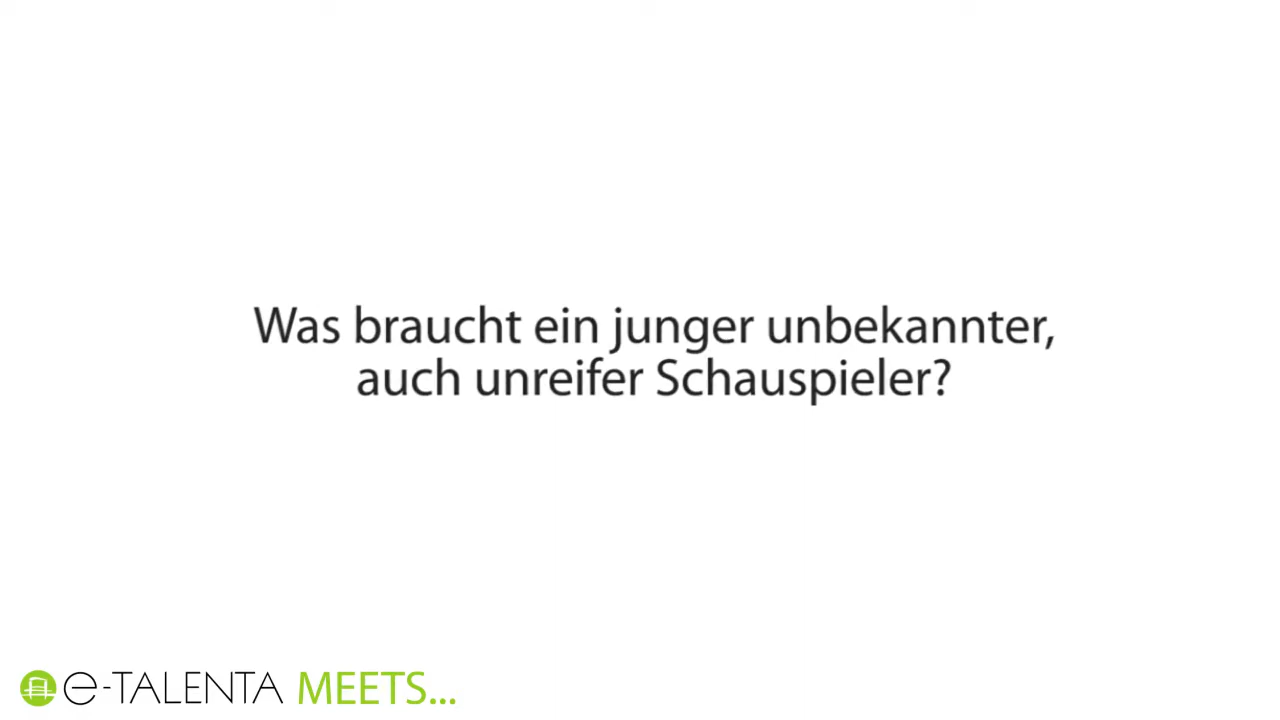 Was braucht ein junger unbekannter,
auch unreifer Schauspieler?
e-TALENTA MEETS...